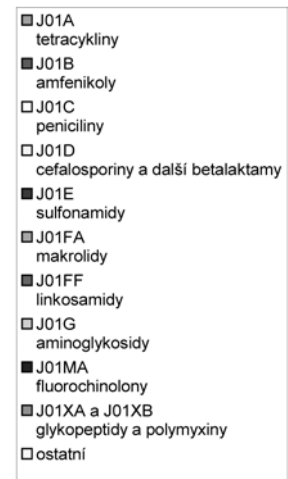 J01A
tetracykliny
J01B
amfenikoly
J01C
peniciliny
J01D
cefalosporiny a další betalaktamy
J01E
sulfonamidy
J01FA
makrolidy
J01FF
linkosamidy
J01G
aminoglykosidy
J01MA
fluorochinolony
J01XA a J01XB
glykopeptidy a polymyxiny
ostatní